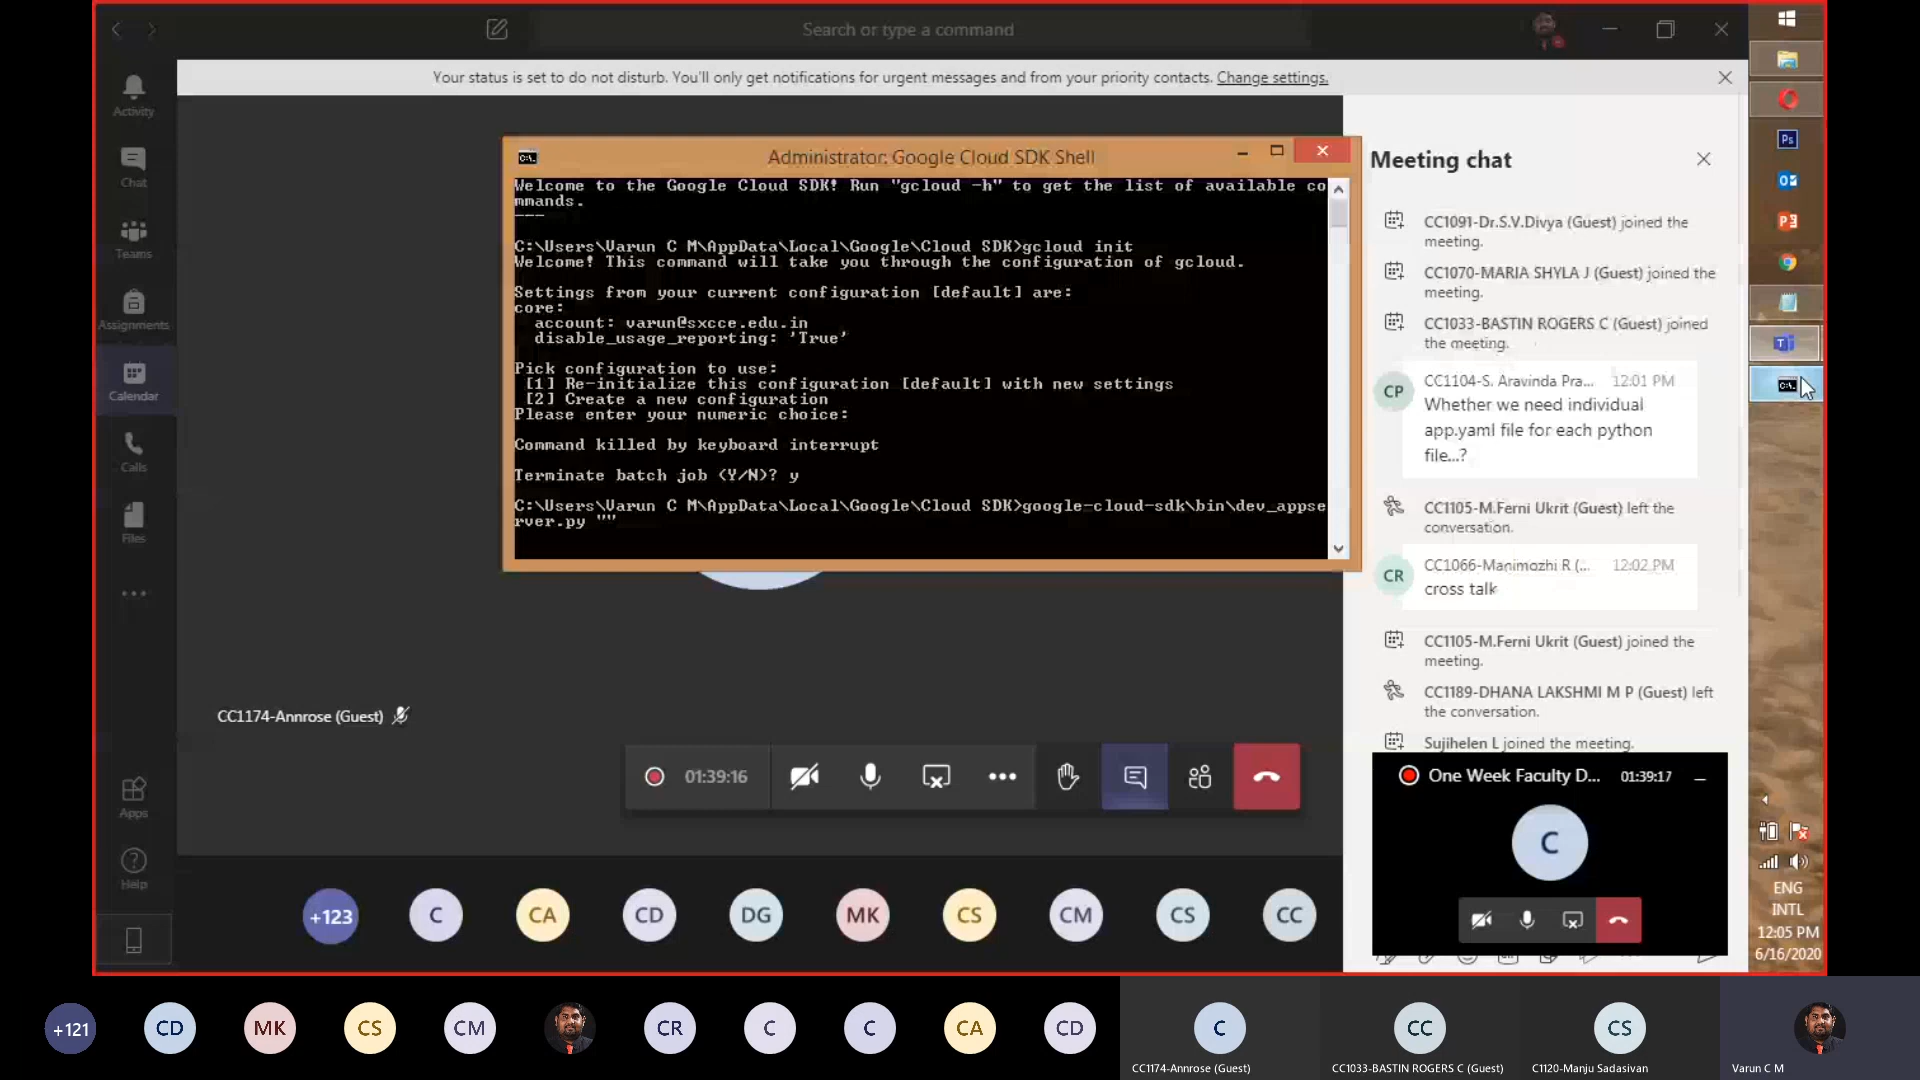 Search or type a command
Your status is set to do not disturb. You'll only get notifications for urgent messages and from your priority contacts. Change settings.
Activity
Chat
Teams
Assignments
Calendar
Calls
Files
Apps
Help
Administrator: Google Cloud SDK Shell
Welcome to the Google Cloud SDK! Run "gcloud -h" to get the list of available co
mmands.
---
C:\Users\Varun C M\AppData\Local\Google\Cloud SDK>gcloud init
Welcome! This command will take you through the configuration of gcloud.
Settings from your current configuration [default] are:
core:
account: varun@sxcce.edu.in
disable_usage_reporting: 'True'
Pick configuration to use:
[1] Re-initialize this configuration [default] with new settings
[2] Create a new configuration
Please enter your numeric choice:
Command killed by keyboard interrupt
Terminate batch job (Y/N)? y
C:\Users\Varun C M\AppData\Local\Google\Cloud SDK>google-cloud-sdk\bin\dev_appse
rver.py ""
Meeting chat
CC1091-Dr.S.V.Divya (Guest) joined the
meeting.
CC1070-MARIA SHYLA J (Guest) joined the
meeting.
CC1033-BASTIN ROGERS C (Guest) joined
the meeting.
CP
CC1104-S. Aravinda Pra... 12:01 PM
Whether we need individual
app.yaml file for each python
file...?
CC1105-M.Ferni Ukrit (Guest) left the
conversation.
CR
CC1066-Manimozhi R (... 12:02 PM
cross talk
CC1105-M.Ferni Ukrit (Guest) joined the
meeting.
CC1189-DHANA LAKSHMI M P (Guest) left
the conversation.
Sujihelen L joined the meeting.
CC1174-Annrose (Guest)
01:39:16
One Week Faculty D... 01:39:17
C
+123 C CA CD DG MK CS CM CS CC
Ps
ENG
INTL
12:05 PM
6/16/2020
+121 CD MK CS CM CR C C CA CD C CC CS
CC1174-Annrose (Guest)
CC1033-BASTIN ROGERS C (Guest)
C1120-Manju Sadasivan
Varun C M